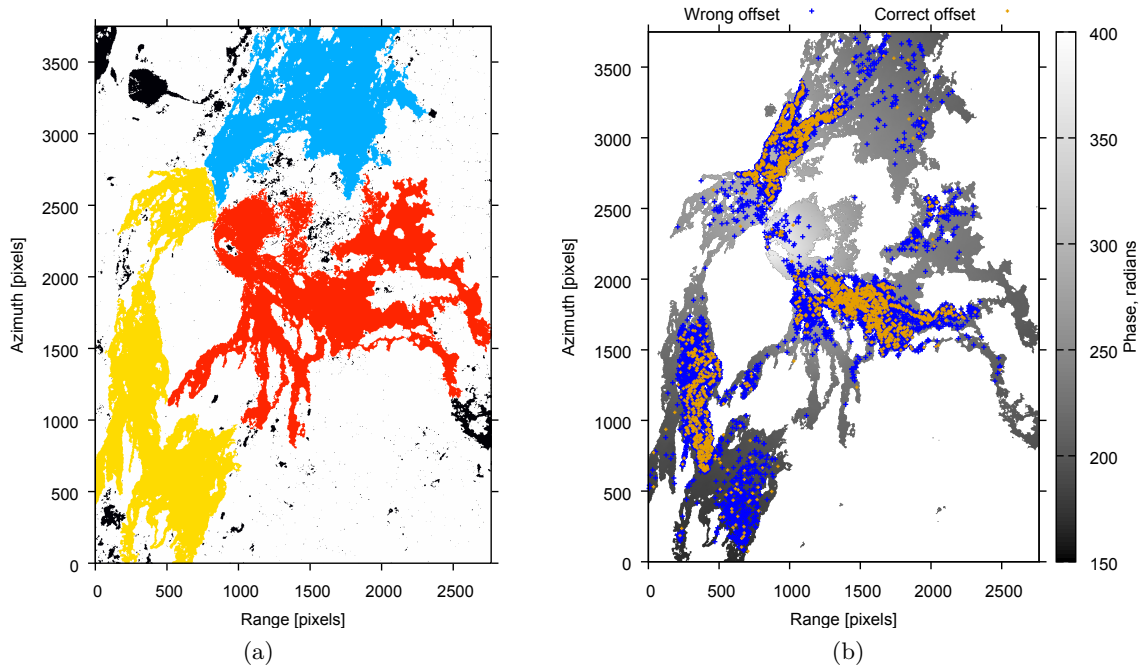 Wrong offset + Correct offset
3500
3000
2500
2000
1500
1000
500
0
Azimuth [pixels]
0 500 1000 1500 2000 2500
Range [pixels]
(a)
3500
3000
2500
2000
1500
1000
500
0
Azimuth [pixels]
0 500 1000 1500 2000 2500
Range [pixels]
400
350
300
250
200
150
Phase, radians
(b)